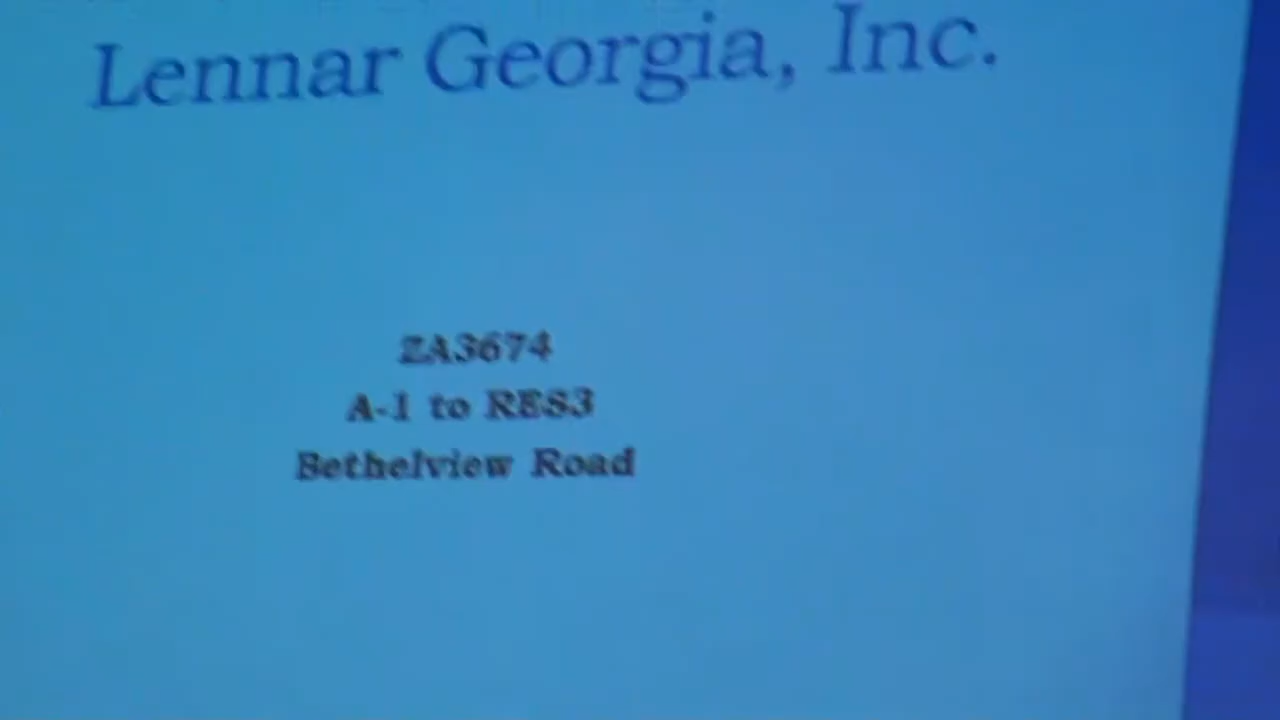 Lennar Georgia, Inc.
ZA3674
A-1 to RES3
Bethelview Road